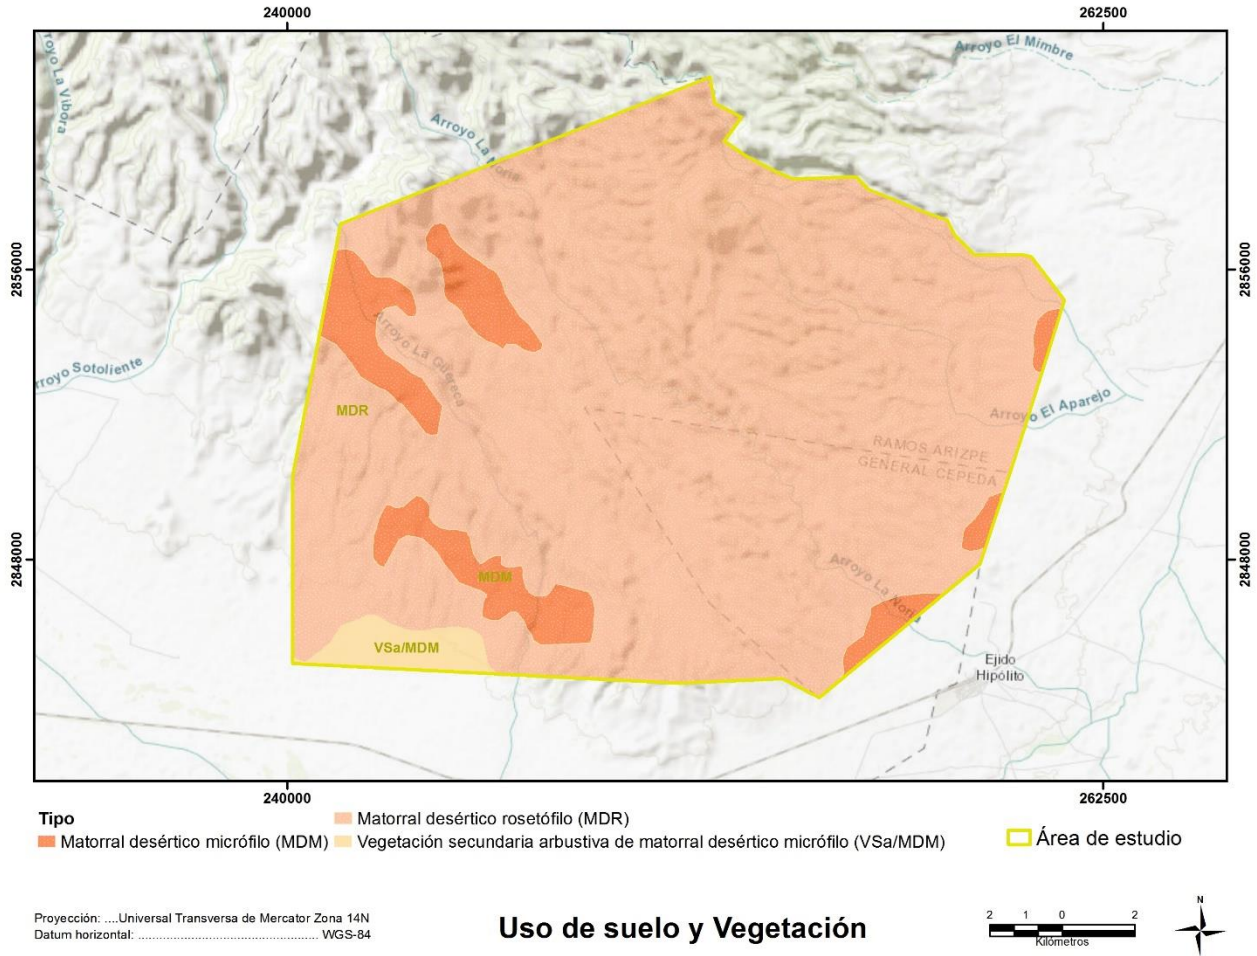 240000 262500
Arroyo El Mimbre
rroyo La Víbora
Arroyo La Noria
2856000 2856000
Arroyo La Güereca
rroyo Sotoliente
MDR
Arroyo El Aparejo
RAMOS ARIZPE
GENERAL CEPEDA
2848000 2848000
MDM
Arroyo La Noria
VSa/MDM
Ejido
Hipólito
240000 262500
Tipo
Matorral desértico rosetófilo (MDR)
Matorral desértico micrófilo (MDM)
Vegetación secundaria arbustiva de matorral desértico micrófilo (VSa/MDM)
Área de estudio
Proyección: ....Universal Transversa de Mercator Zona 14N
Datum horizontal: ...................................................... WGS-84
Uso de suelo y Vegetación
2 1 0 2
Kilómetros
N